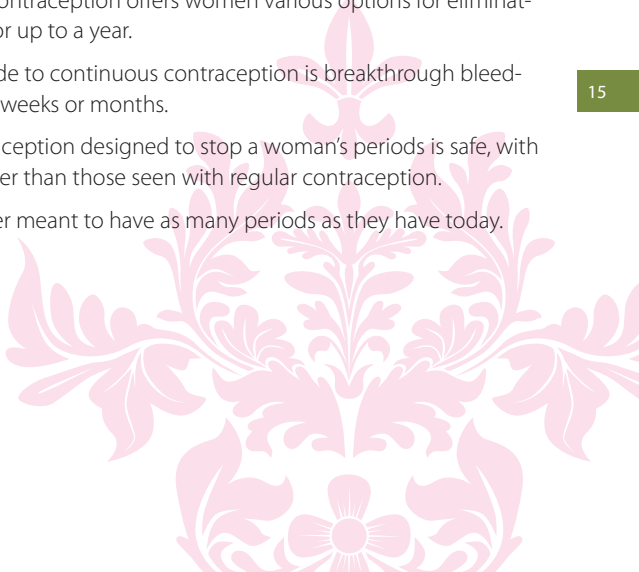 ontraception offers women various options for eliminat-
or up to a year.
de to continuous contraception is breakthrough bleed-
weeks or months.
15
ception designed to stop a woman’s periods is safe, with
er than those seen with regular contraception.
er meant to have as many periods as they have today.